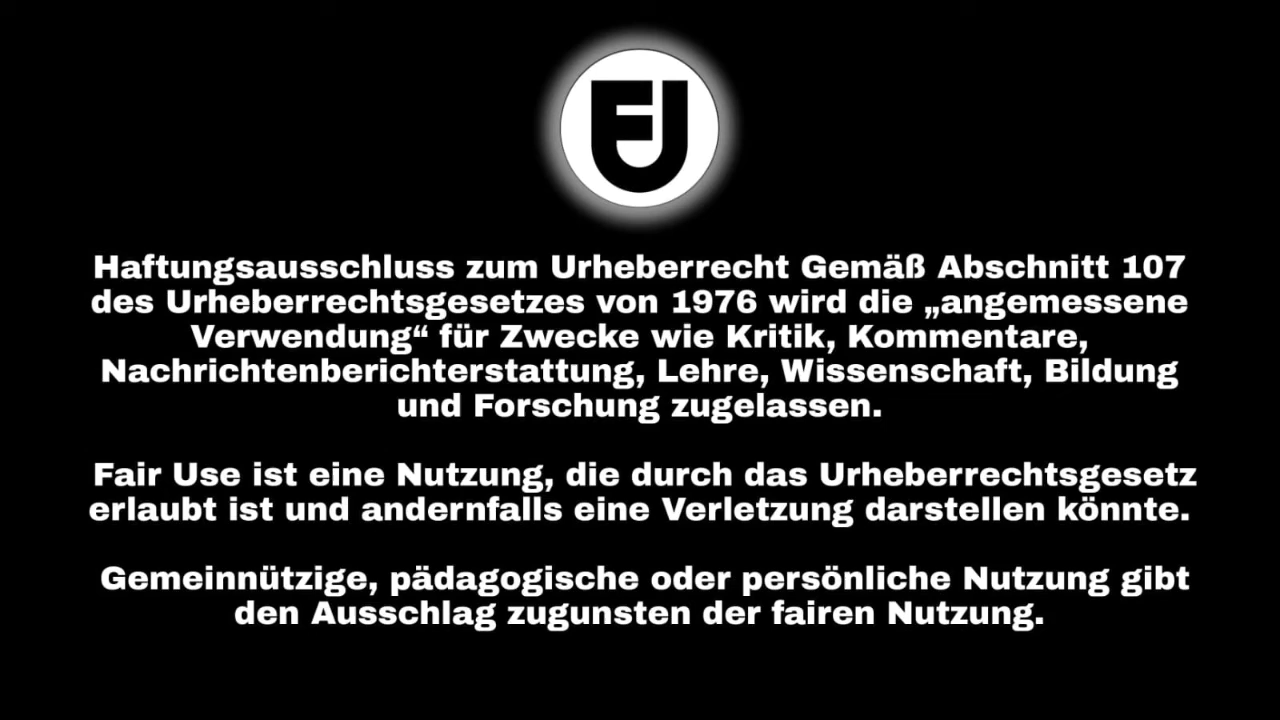 Haftungsausschluss zum Urheberrecht Gemäß Abschnitt 107
des Urheberrechtsgesetzes von 1976 wird die „angemessene
Verwendung“ für Zwecke wie Kritik, Kommentare,
Nachrichtenberichterstattung, Lehre, Wissenschaft, Bildung
und Forschung zugelassen.
Fair Use ist eine Nutzung, die durch das Urheberrechtsgesetz
erlaubt ist und andernfalls eine Verletzung darstellen könnte.
Gemeinnützige, pädagogische oder persönliche Nutzung gibt
den Ausschlag zugunsten der fairen Nutzung.